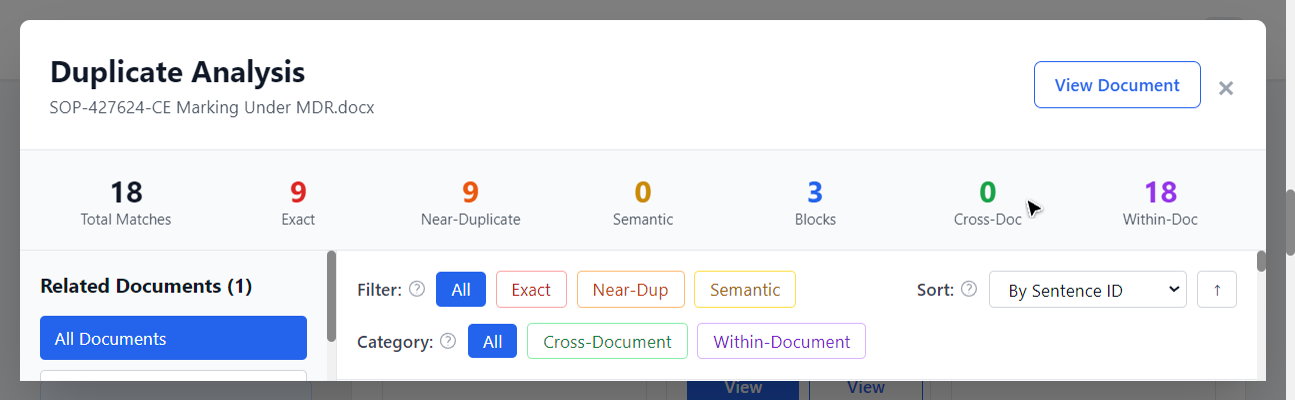 Duplicate Analysis
SOP-427624-CE Marking Under MDR.docx
View Document ×
18 9 9 0 3 0 18
Total Matches Exact Near-Duplicate Semantic Blocks Cross-Doc Within-Doc
Related Documents (1)
All Documents
Filter: ? All Exact Near-Dup Semantic Sort: ? By Sentence ID ↑
Category: ? All Cross-Document Within-Document
View View